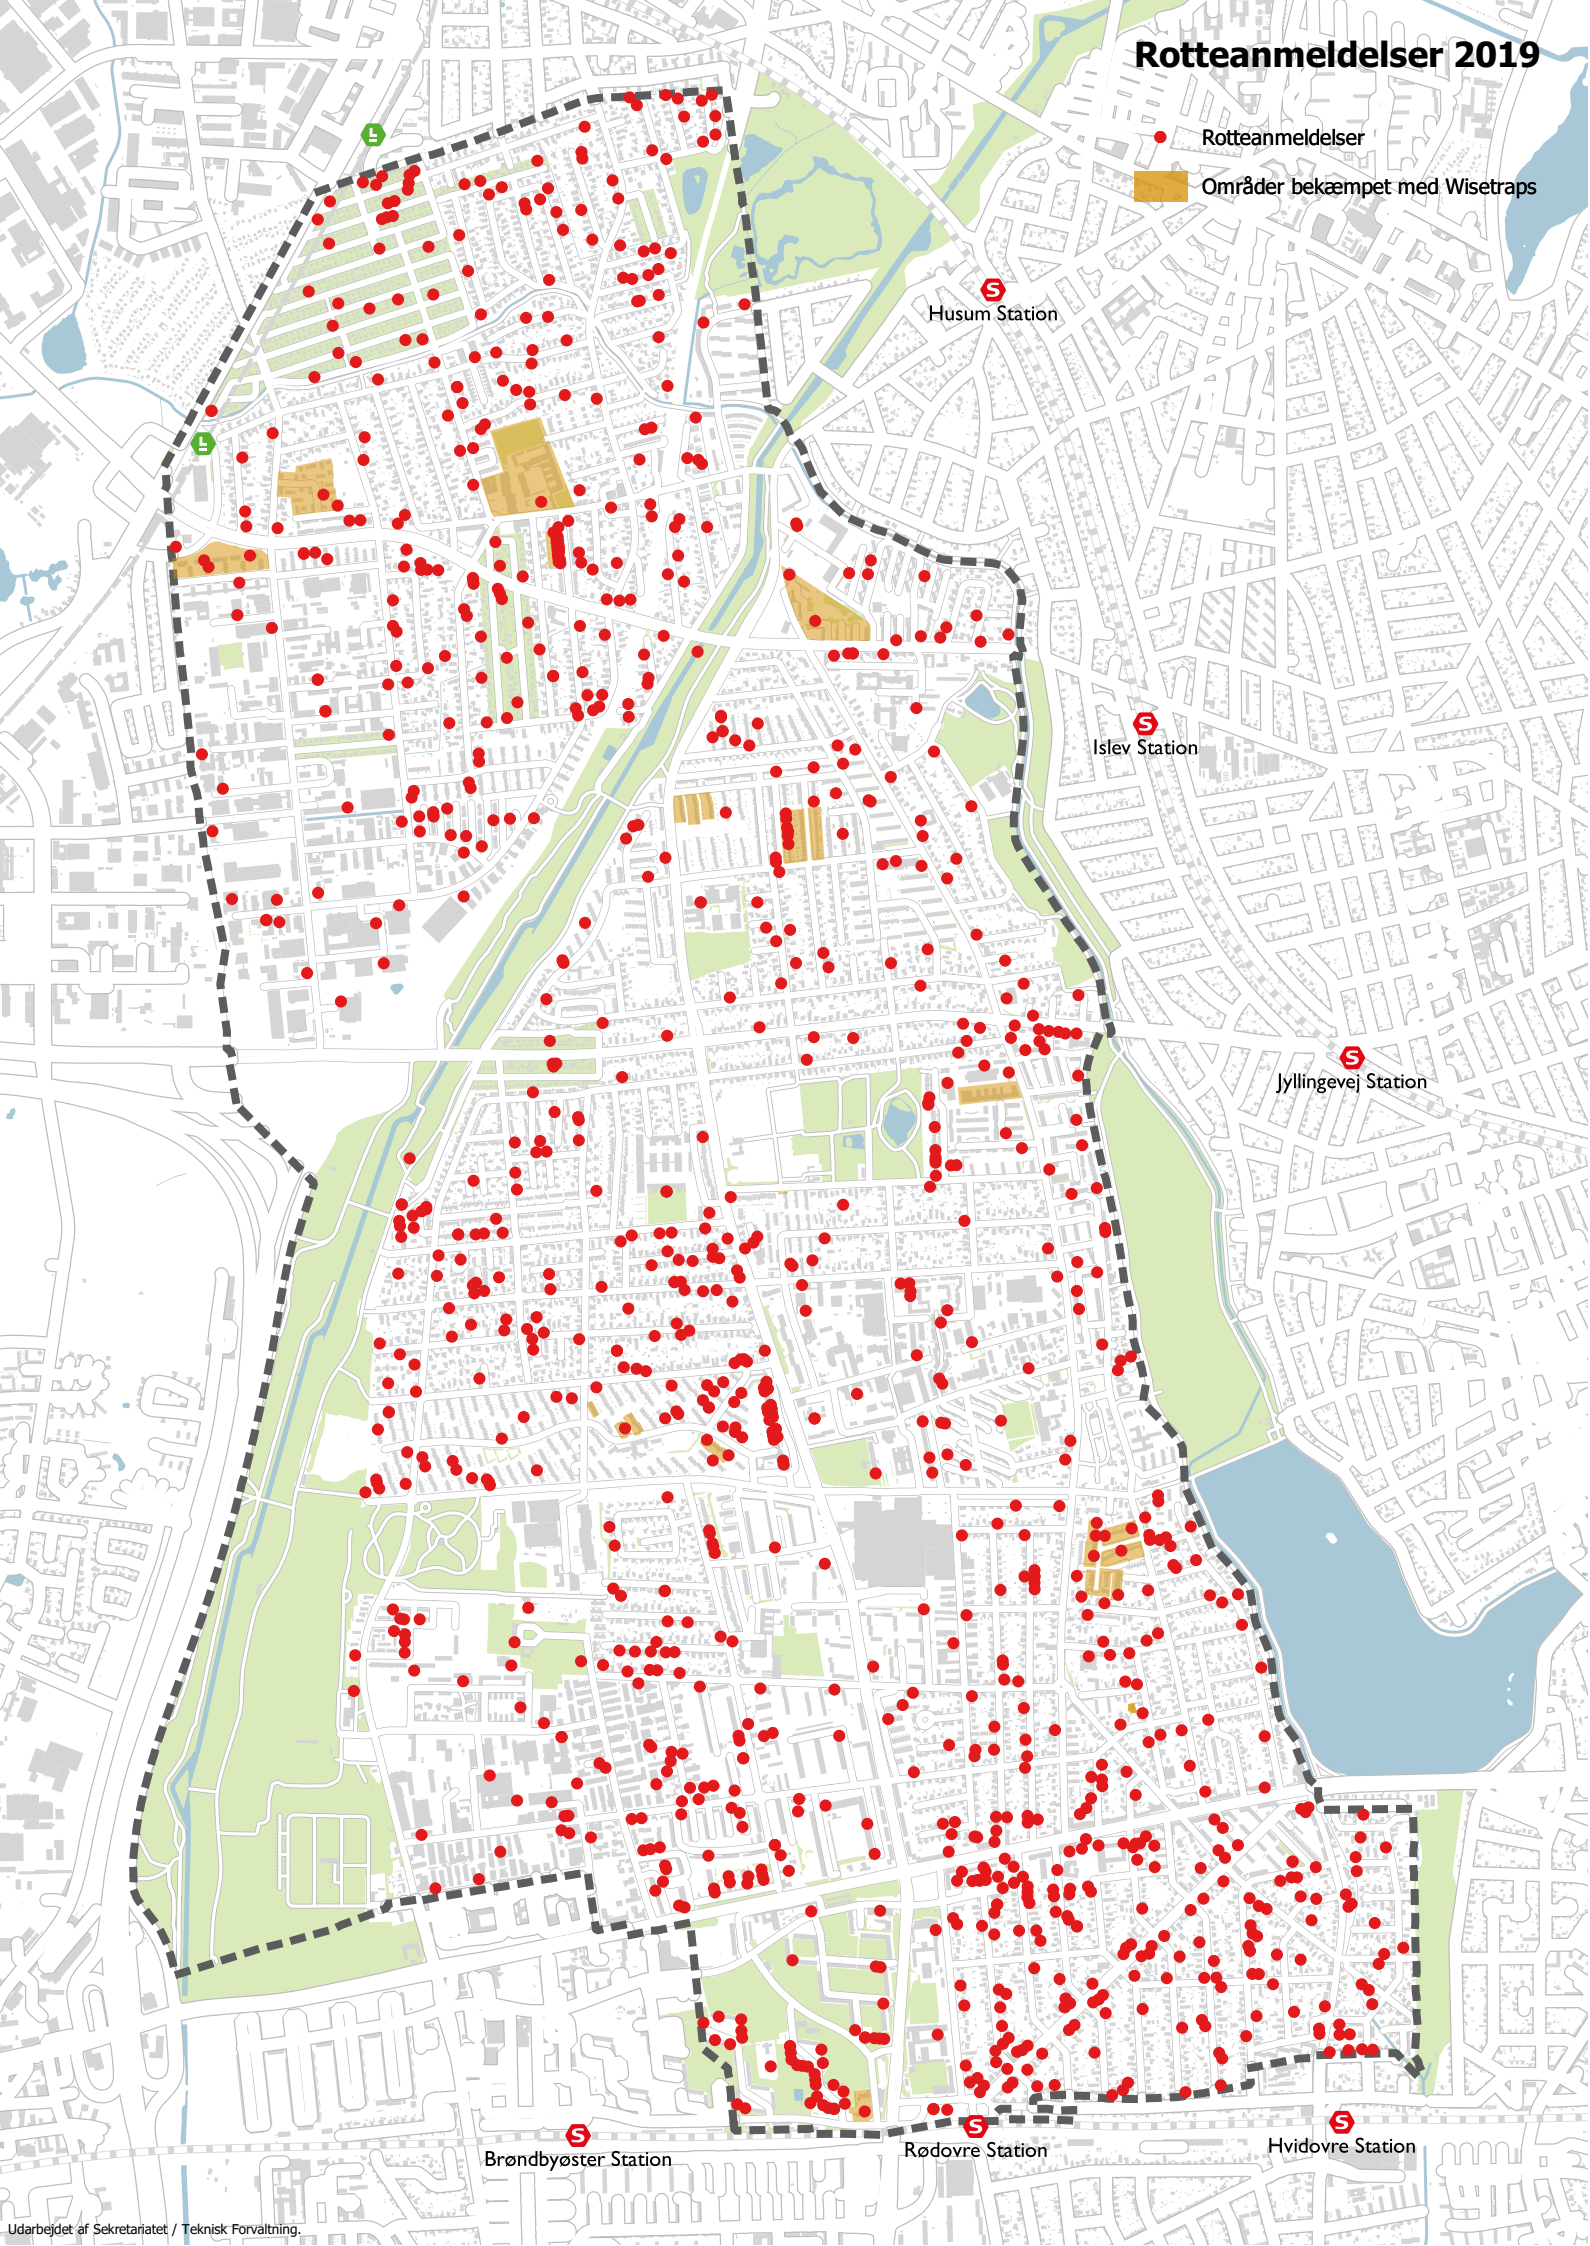 Rotteanmeldelser 2019
Rotteanmeldelser
Områder bekæmpet med Wisetraps
L
S
Husum Station
L
S
Islev Station
S
Jyllingevej Station
S
Brøndbyøster Station
S
Rødovre Station
S
Hvidovre Station
Udarbejdet af Sekretariatet / Teknisk Forvaltning.